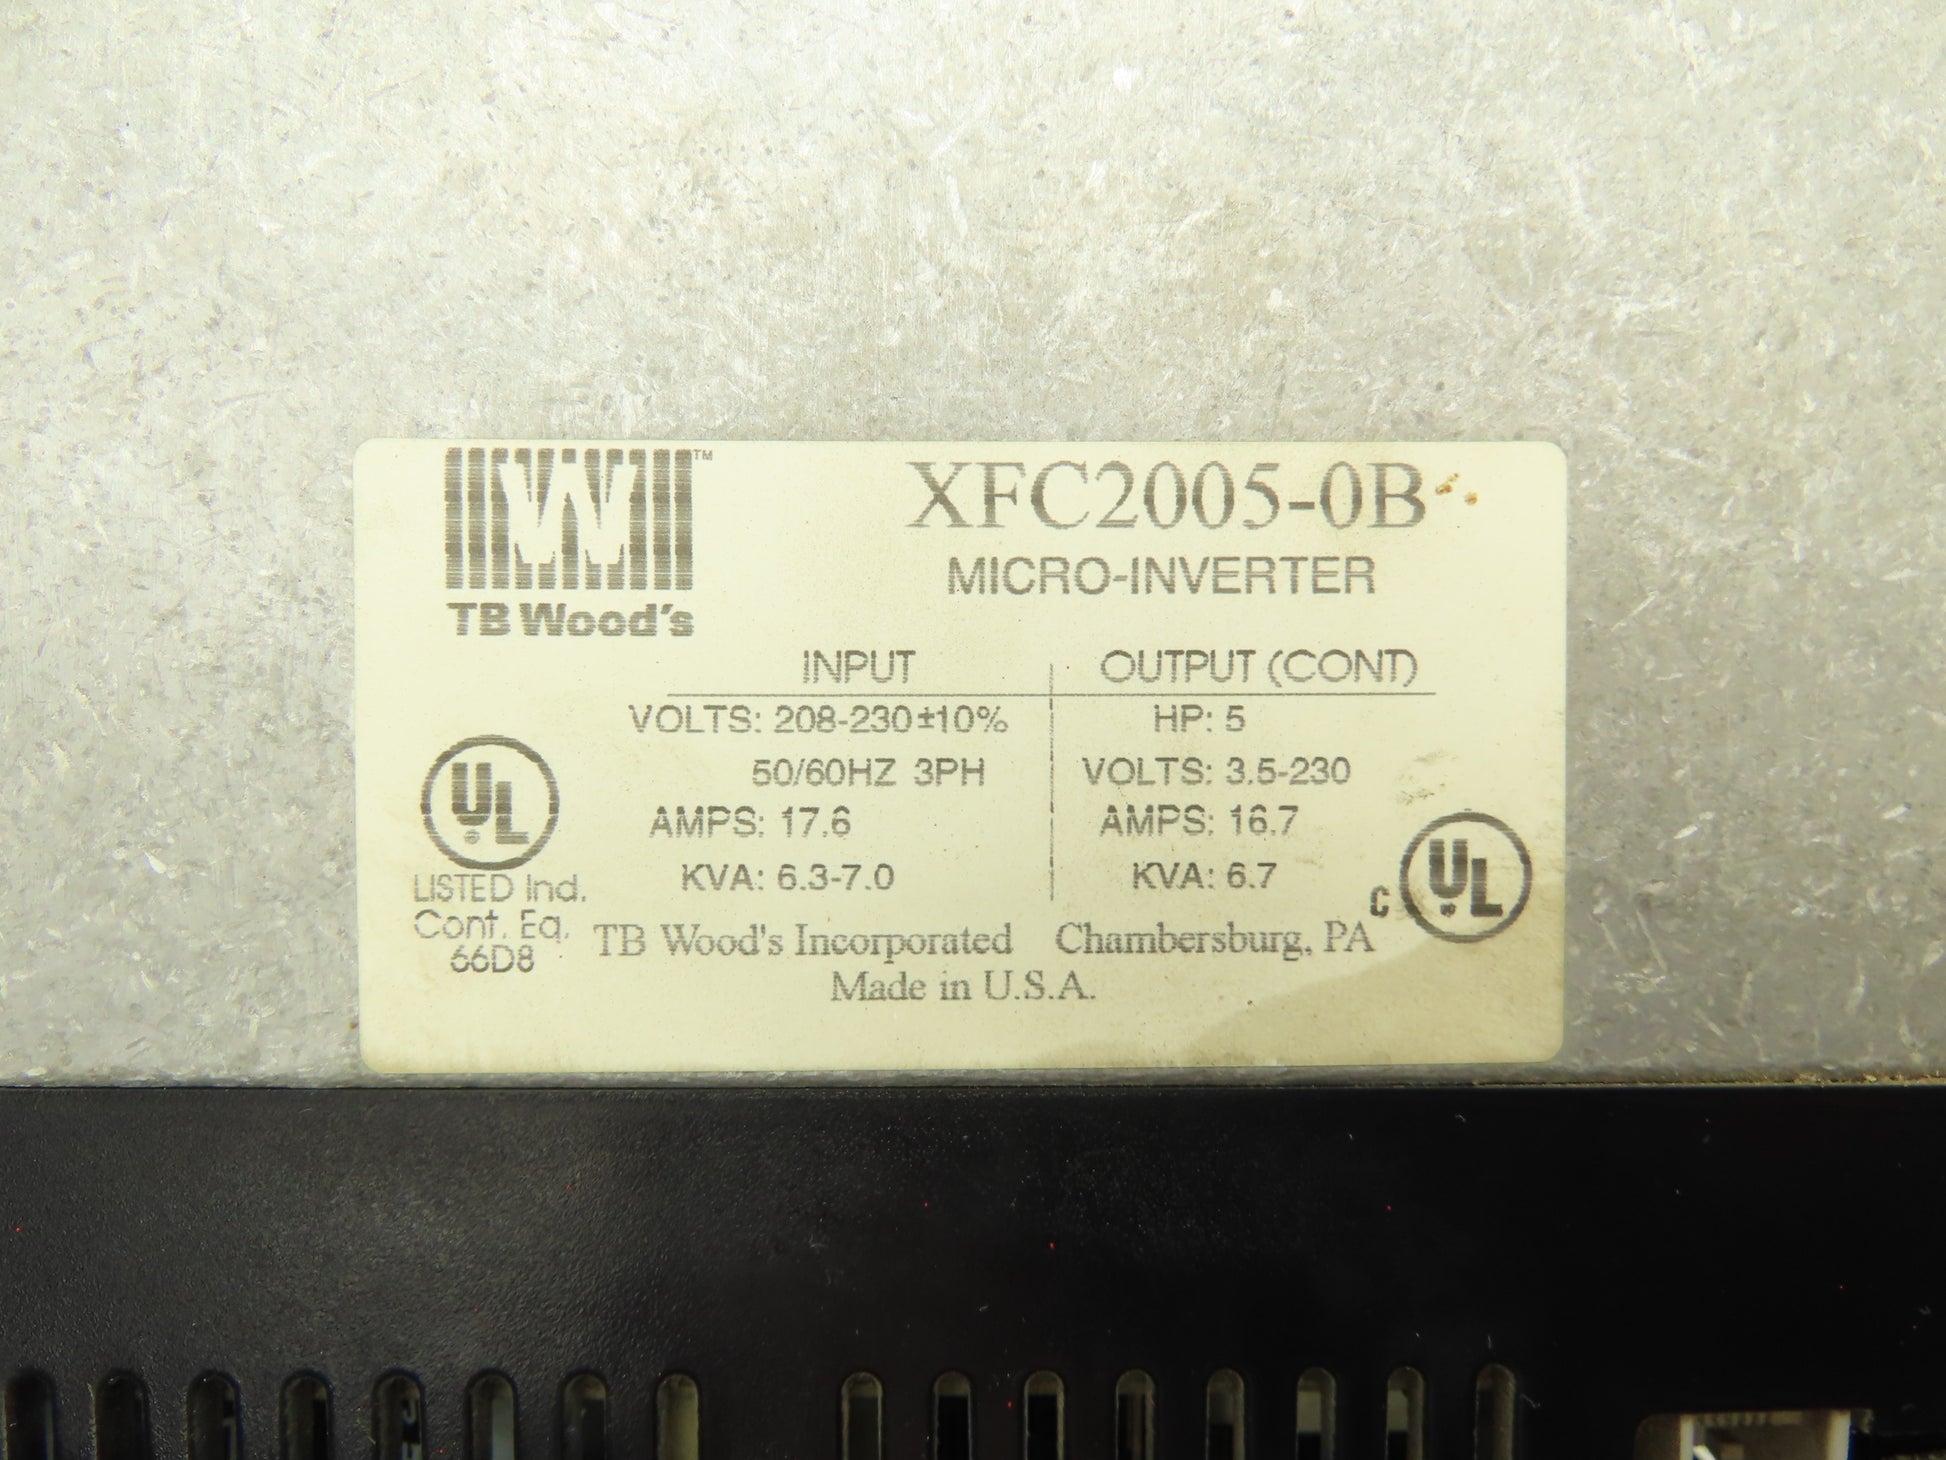 TM
TB Wood's
XFC2005-0B
MICRO-INVERTER
INPUT
VOLTS: 208-230±10%
50/60HZ 3PH
AMPS: 17.6
KVA: 6.3-7.0
OUTPUT (CONT)
HP: 5
VOLTS: 3.5-230
AMPS: 16.7
KVA: 6.7
UL
LISTED Ind.
Cont. Eq.
66D8
C UL
TB Wood's Incorporated Chambersburg, PA
Made in U.S.A.